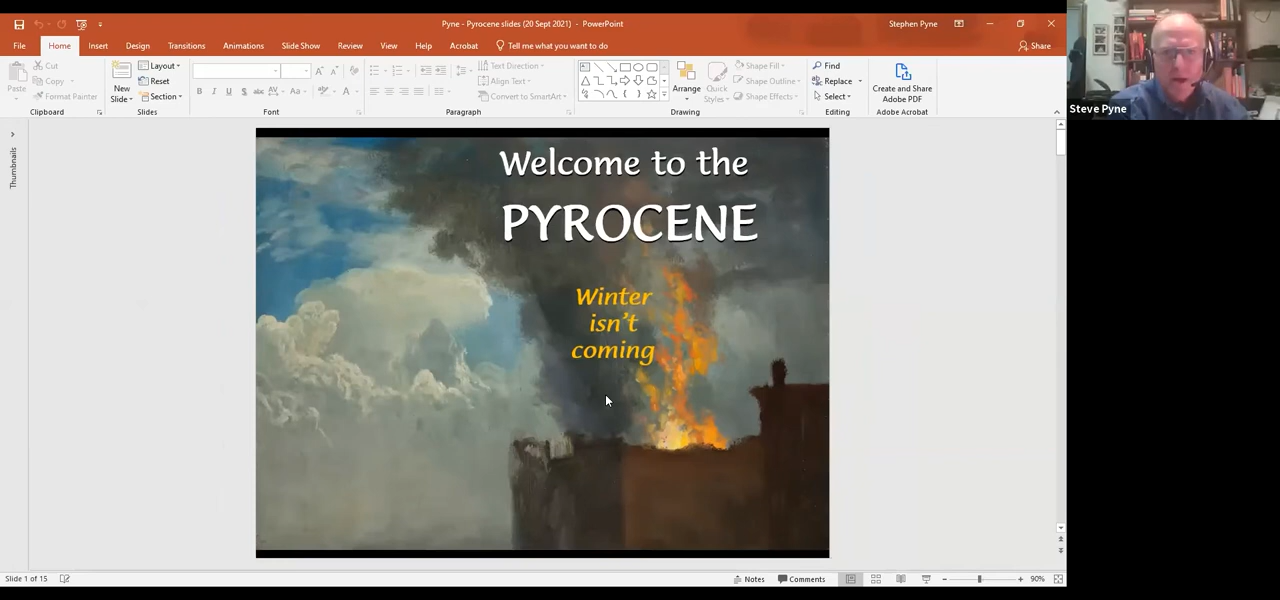 Pyne - Pyrocene slides (20 Sept 2021) - PowerPoint
Stephen Pyne
File Home Insert Design Transitions Animations Slide Show Review View Help Acrobat Tell me what you want to do Share
Paste
Cut
Copy
Format Painter
Clipboard
New Slide
Layout
Reset
Section
Slides
B I U S abc AV Aa A
Font
Text Direction
Align Text
Convert to SmartArt
Paragraph
Arrange
Quick Styles
Shape Fill
Shape Outline
Shape Effects
Drawing
Find
Replace
Select
Editing
Create and Share Adobe PDF
Adobe Acrobat
Steve Pyne
Thumbnails
Welcome to the
PYROCENE
Winter
isn't
coming
Slide 1 of 15
Notes Comments 90%